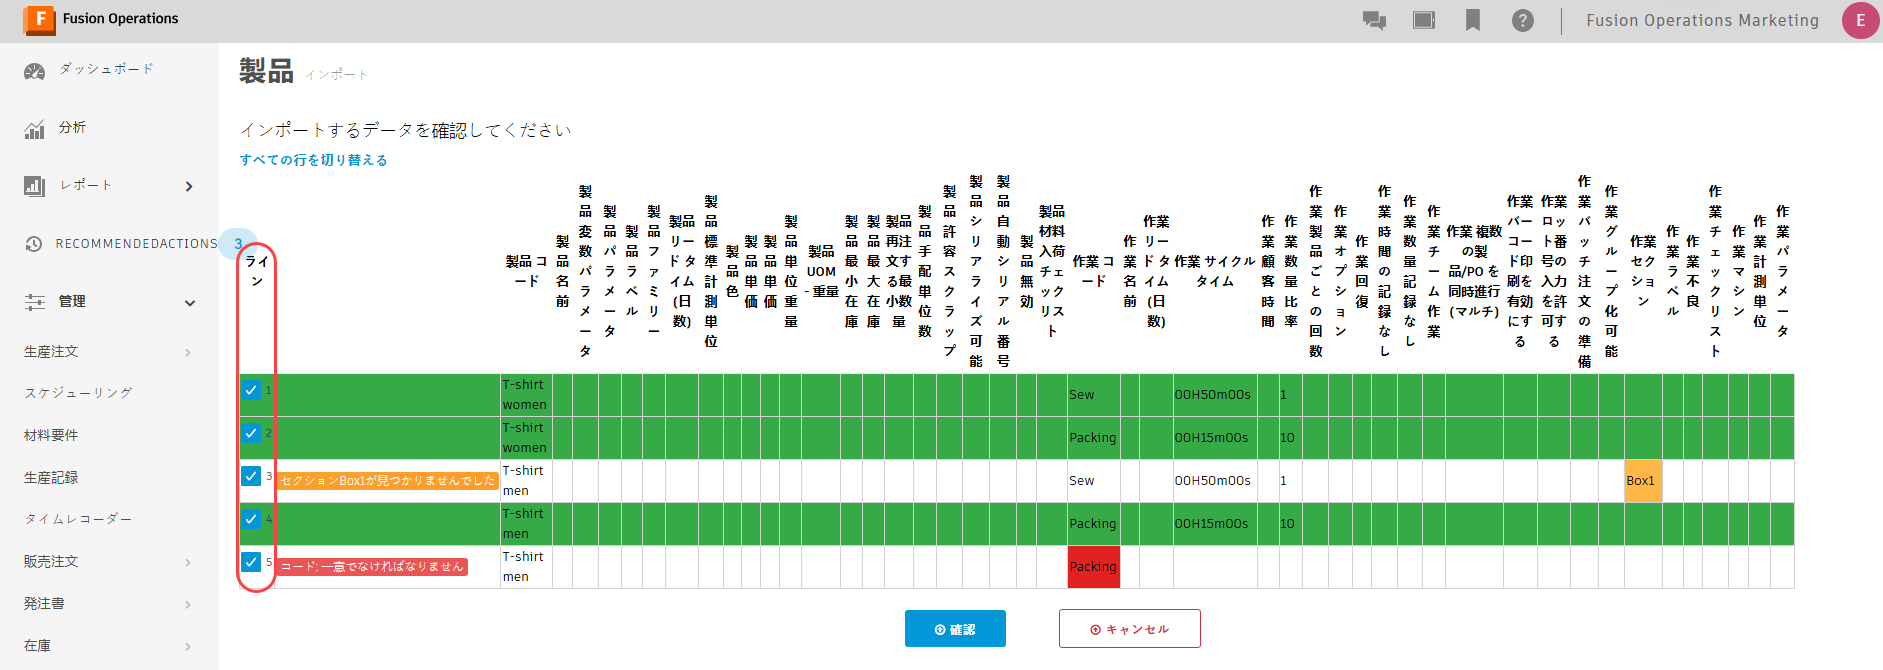 F Fusion Operations
Fusion Operations Marketing
E
ダッシュボード
分析
レポート
RECOMMENDEDACTIONS 3
管理
生産注文
スケジューリング
材料要件
生産記録
タイムレコーダー
販売注文
発注書
在庫
製品 インポート
インポートするデータを確認してください
すべての行を切り替える
ライン
製品 コード
製品名前
製品変数パラメータ
製品パラメータ
製品ラベル
製品ファミリー
製品リードタイム(日数)
製品標準計測単位
製品色
製品単価
製品単価
製品単位重量
製品 UOM - 重量
製品最小在庫
製品最大在庫
製品再注文する最小数量
製品手配単位数
製品許容スクラップ
製品シリアライズ可能
製品自動シリアル番号
製品無効
製品材料入荷チェックリスト
作業 コード
作業名前
作業リードタイム(日数)
作業 サイクル タイム
作業顧客時間
作業数量比率
作業製品ごとの回数
作業オプション
作業回復
作業時間の記録なし
作業数量記録なし
作業チーム作業
作業の 複数製品/PO を同時進行(マルチ)
作業バーコード印刷を有効にする
作業ロット番号の入力を許可する
作業バッチ注文の準備
作業グループ化可能
作業セクション
作業ラベル
作業不良
作業チェックリスト
作業マシン
作業計測単位
作業パラメータ
1 T-shirt women Sew 00H50m00s 1
2 T-shirt women Packing 00H15m00s 10
3 セクションBox1が見つかりませんでした T-shirt men Sew 00H50m00s 1 Box1
4 T-shirt men Packing 00H15m00s 10
5 コード: 一意でなければなりません T-shirt men Packing
確認
キャンセル